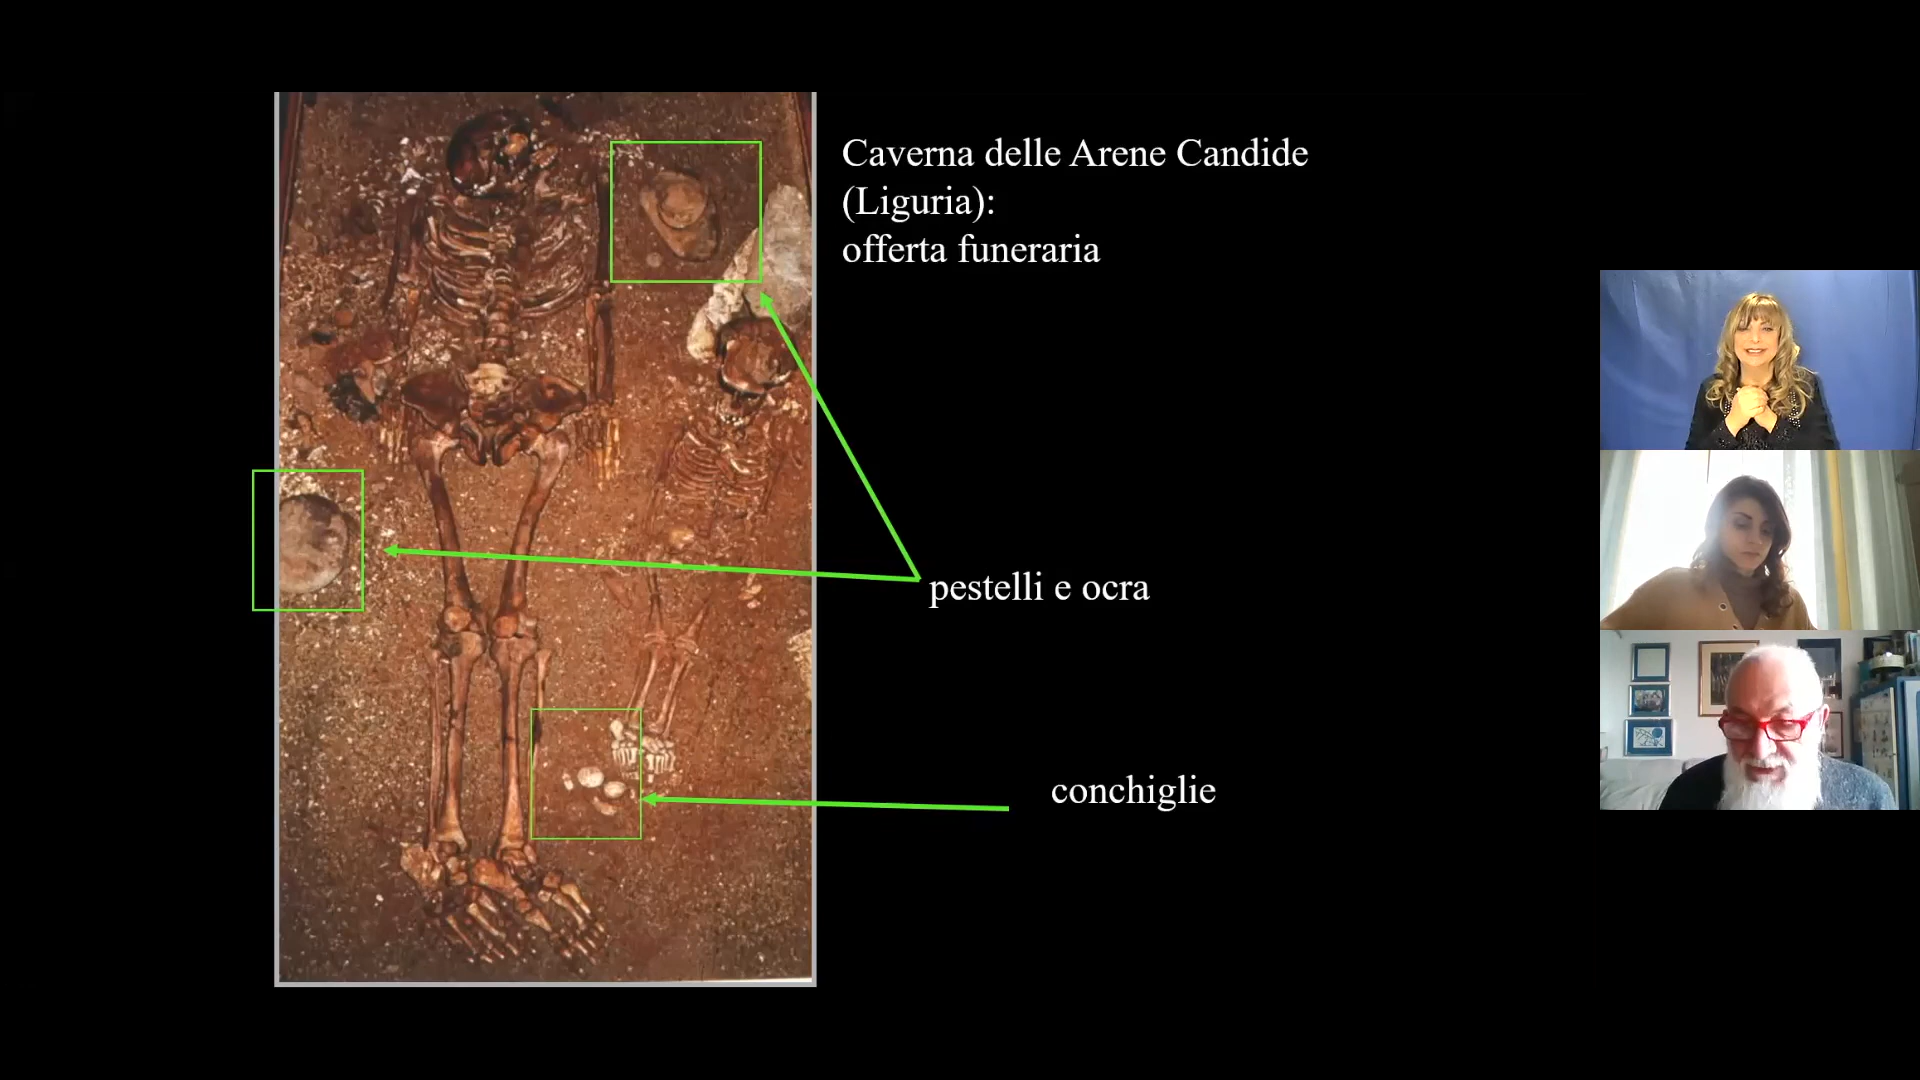 Caverna delle Arene Candide
(Liguria):
offerta funeraria
pestelli e ocra
conchiglie